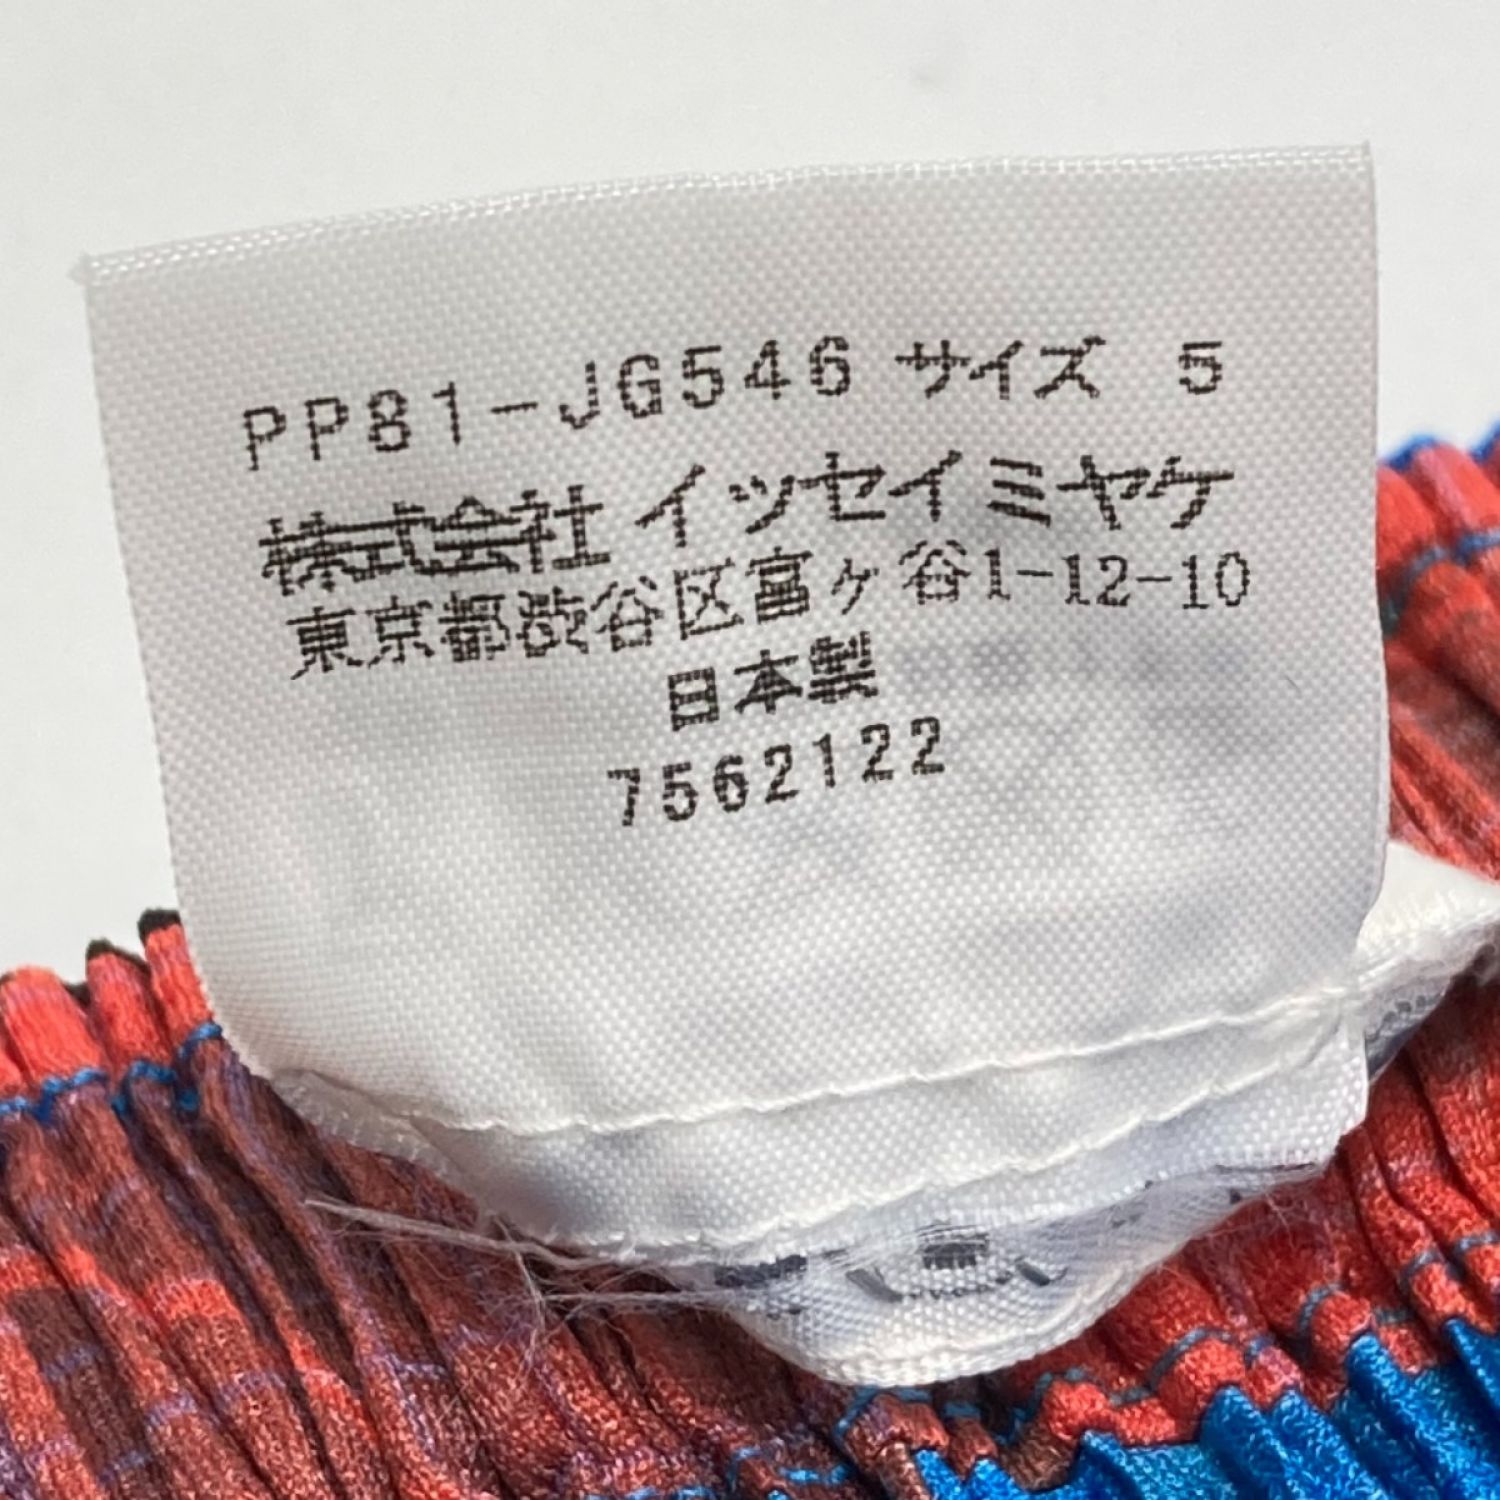 PP81-JG546 サイズ 5
株式会社 イッセイミヤケ
東京都渋谷区富ヶ谷1-12-10
日本製
7562122